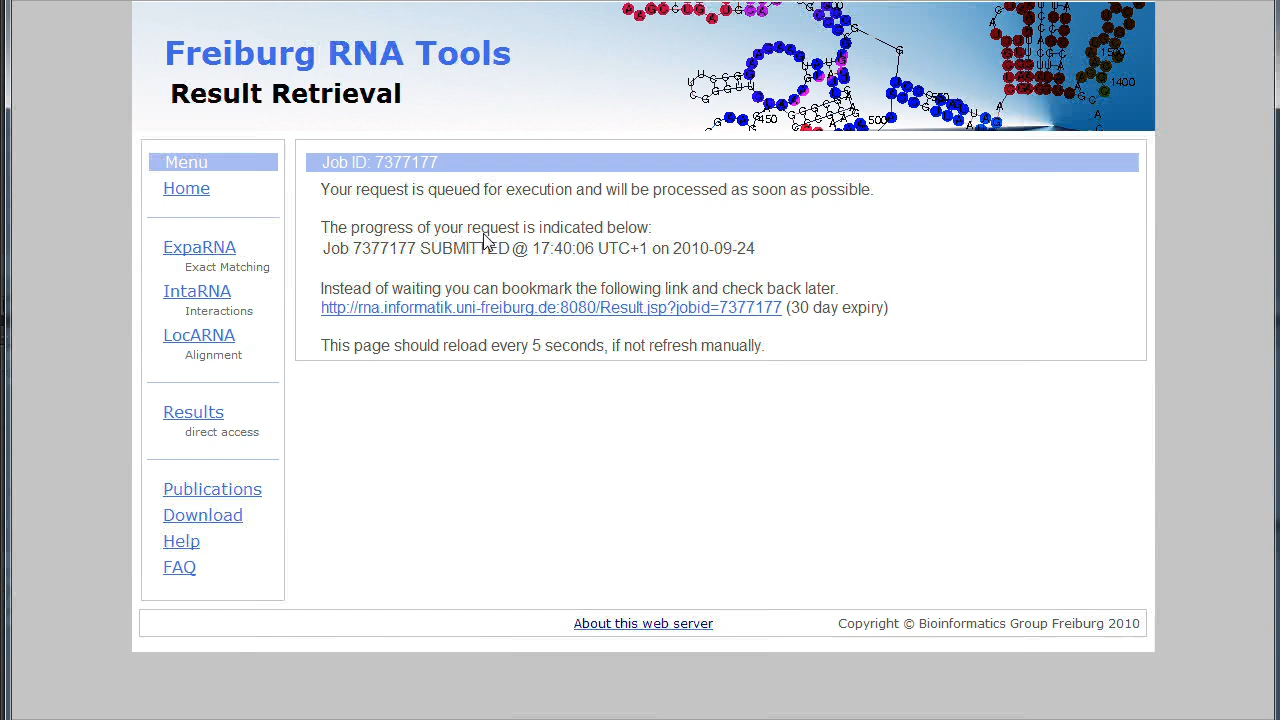 Freiburg RNA Tools
Result Retrieval
450
500
1500
1400
Menu
Home
ExpaRNA
Exact Matching
IntaRNA
Interactions
LocARNA
Alignment
Results
direct access
Publications
Download
Help
FAQ
Job ID: 7377177
Your request is queued for execution and will be processed as soon as possible.
The progress of your request is indicated below:
Job 7377177 SUBMITTED @ 17:40:06 UTC+1 on 2010-09-24
Instead of waiting you can bookmark the following link and check back later.
http://rna.informatik.uni-freiburg.de:8080/Result.jsp?jobid=7377177 (30 day expiry)
This page should reload every 5 seconds, if not refresh manually.
About this web server
Copyright © Bioinformatics Group Freiburg 2010